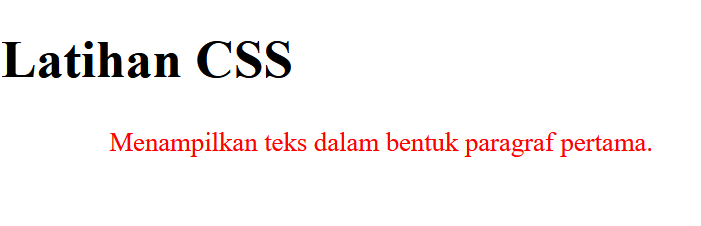 Latihan CSS
Menampilkan teks dalam bentuk paragraf pertama.